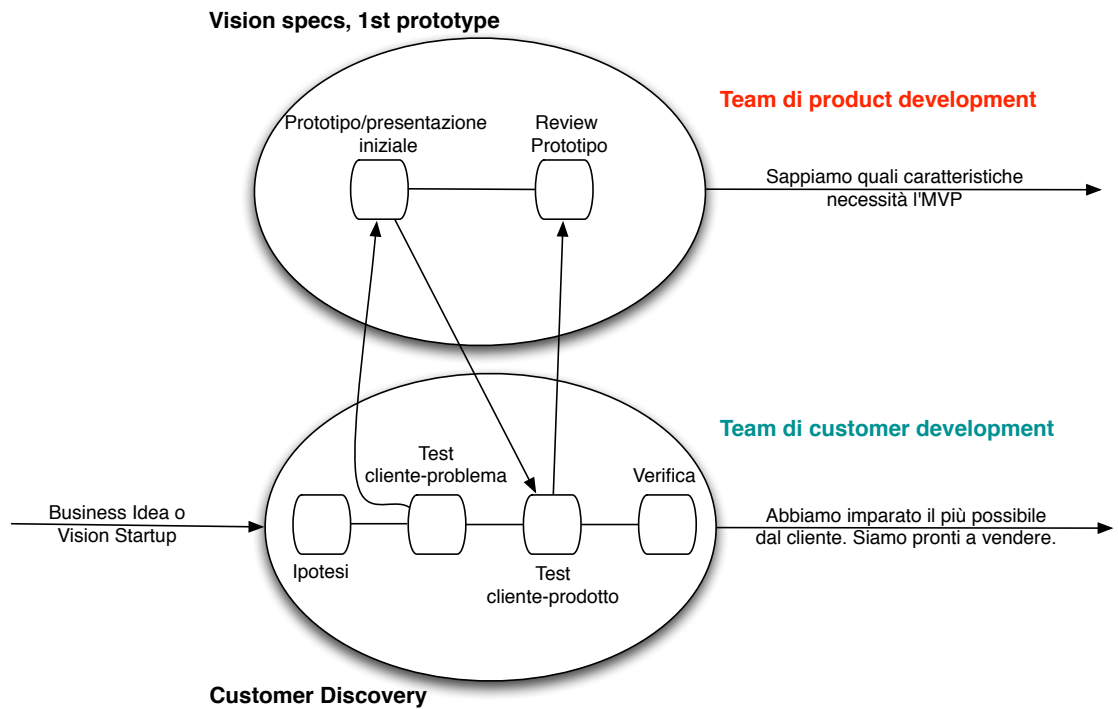 Vision specs, 1st prototype
Team di product development
Prototipo/presentazione
iniziale
Review
Prototipo
Sappiamo quali caratteristiche
necessità l'MVP
Team di customer development
Test
cliente-problema
Verifica
Business Idea o
Vision Startup
Abbiamo imparato il più possibile
dal cliente. Siamo pronti a vendere.
Ipotesi
Test
cliente-prodotto
Customer Discovery